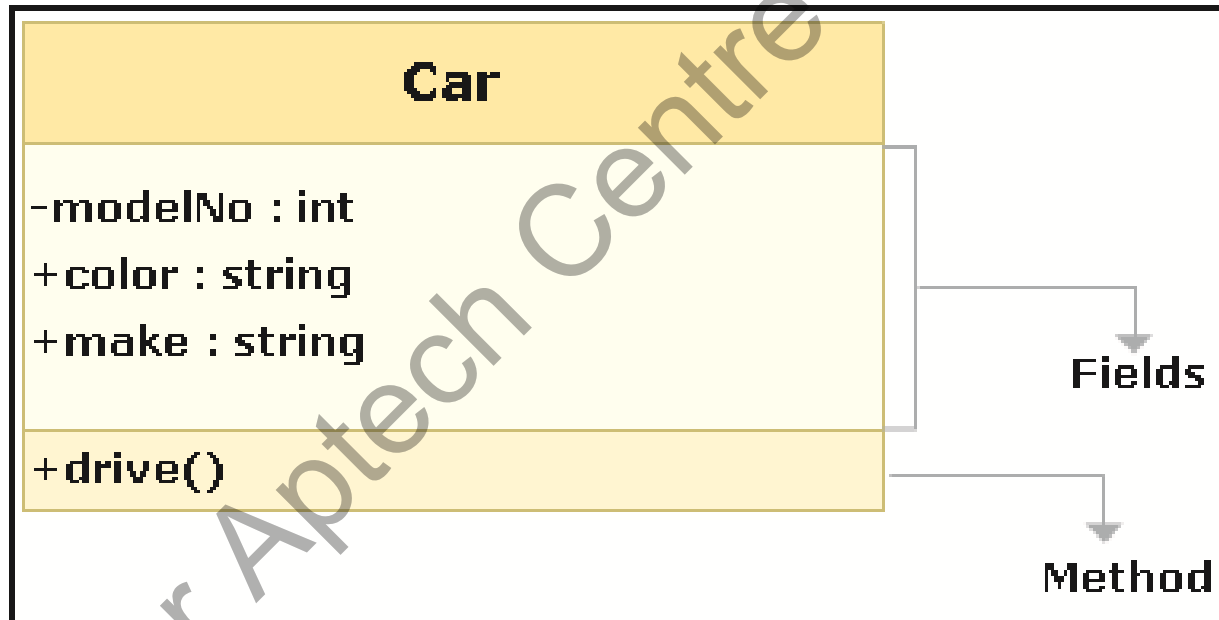 Car
-modelNo : int
+color : string
+make : string
Fields
+drive()
Method
r Aptech Centre